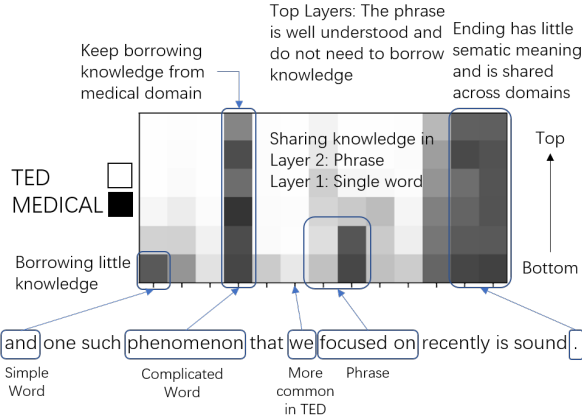 Top Layers: The phrase
is well understood and
do not need to borrow
knowledge
Ending has little
sematic meaning
and is shared
across domains
Keep borrowing
knowledge from
medical domain
Sharing knowledge in
Layer 2: Phrase
Layer 1: Single word
TED
MEDICAL
Top
Bottom
Borrowing little
knowledge
and one such phenomenon that we focused on recently is sound .
Simple
Word
Complicated
Word
More
common
in TED
Phrase